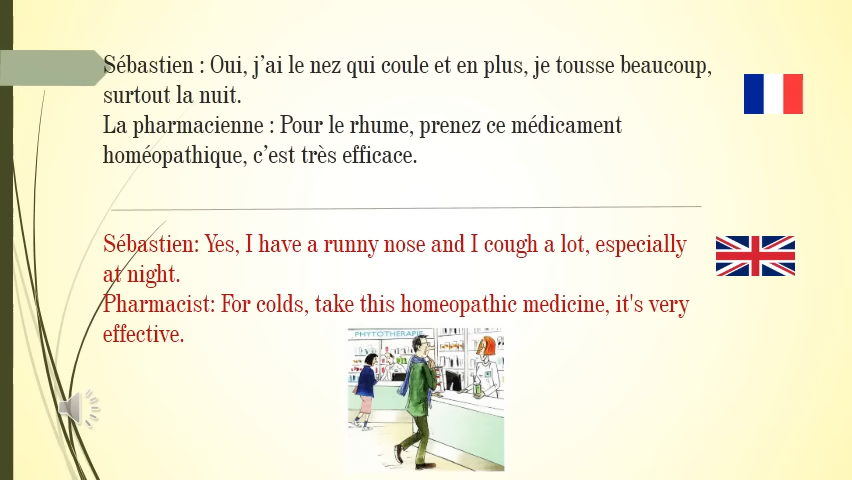 Sébastien : Oui, j’ai le nez qui coule et en plus, je tousse beaucoup,
surtout la nuit.
La pharmacienne : Pour le rhume, prenez ce médicament
homéopathique, c’est très efficace.
Sébastien: Yes, I have a runny nose and I cough a lot, especially
at night.
Pharmacist: For colds, take this homeopathic medicine, it's very
effective.
PHYTOTHERAPIE